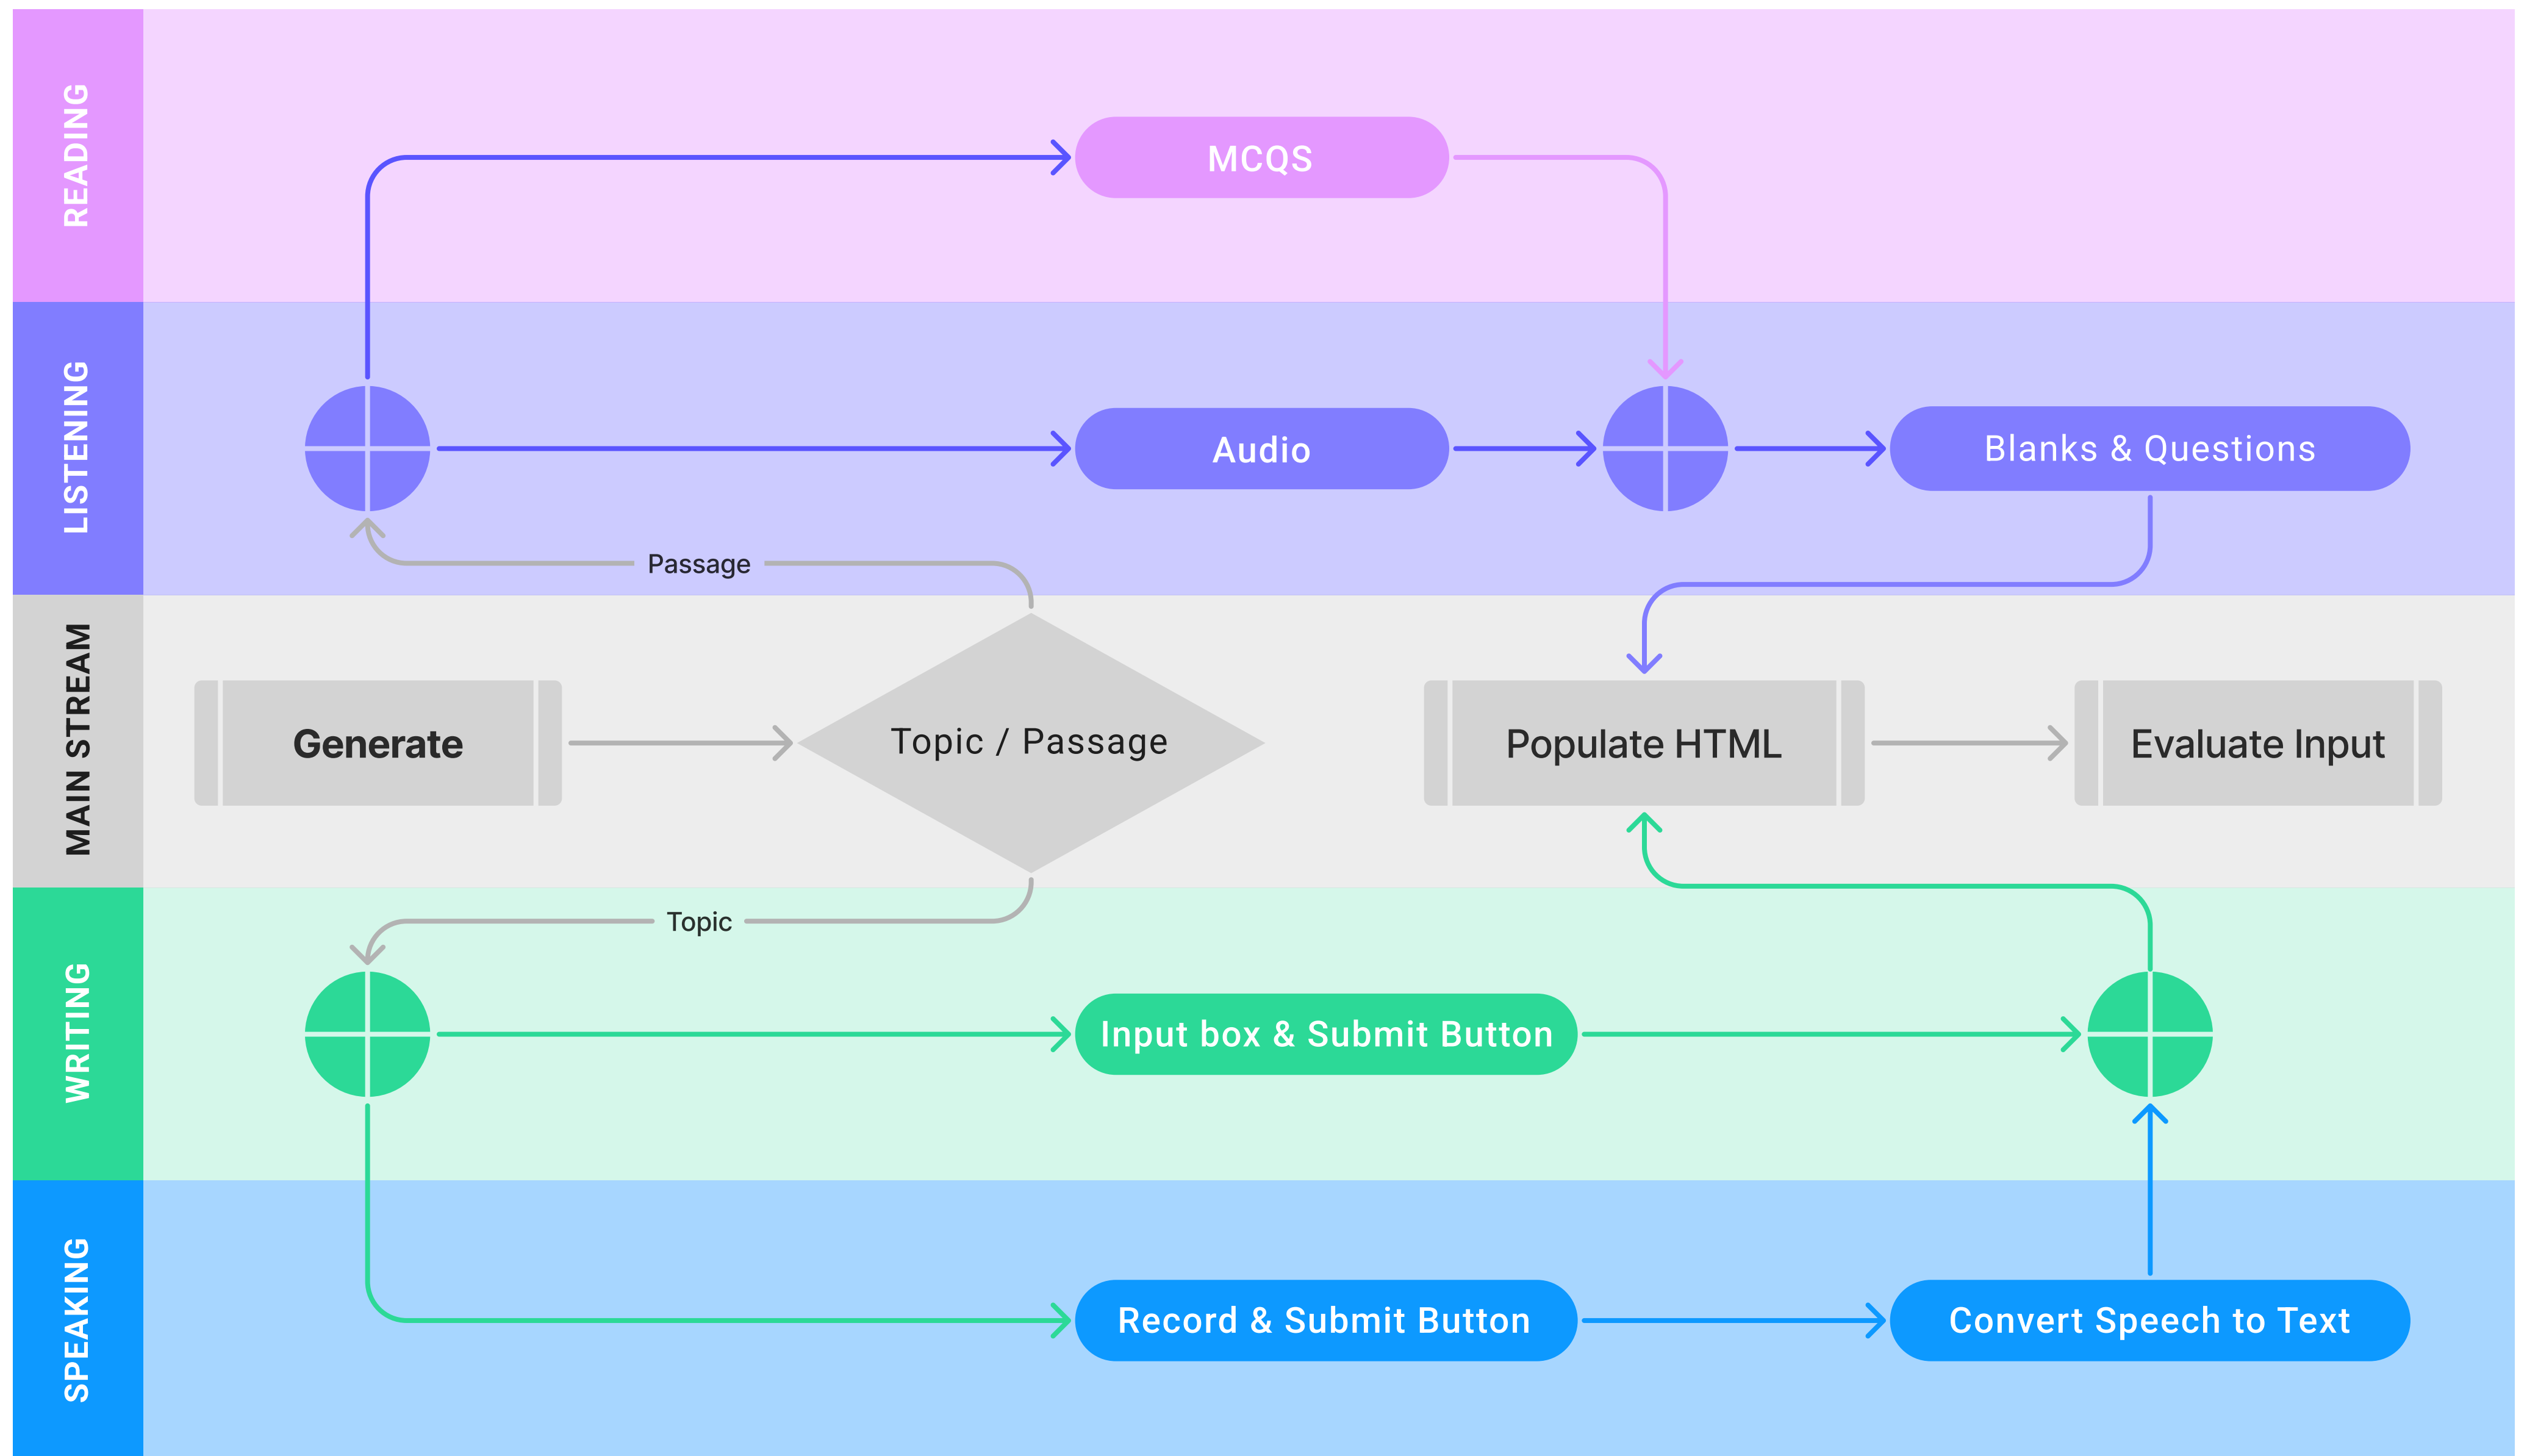 READING
MCQS
LISTENING
Audio
Blanks & Questions
Passage
MAIN STREAM
Generate
Topic / Passage
Populate HTML
Evaluate Input
Topic
WRITING
Input box & Submit Button
SPEAKING
Record & Submit Button
Convert Speech to Text